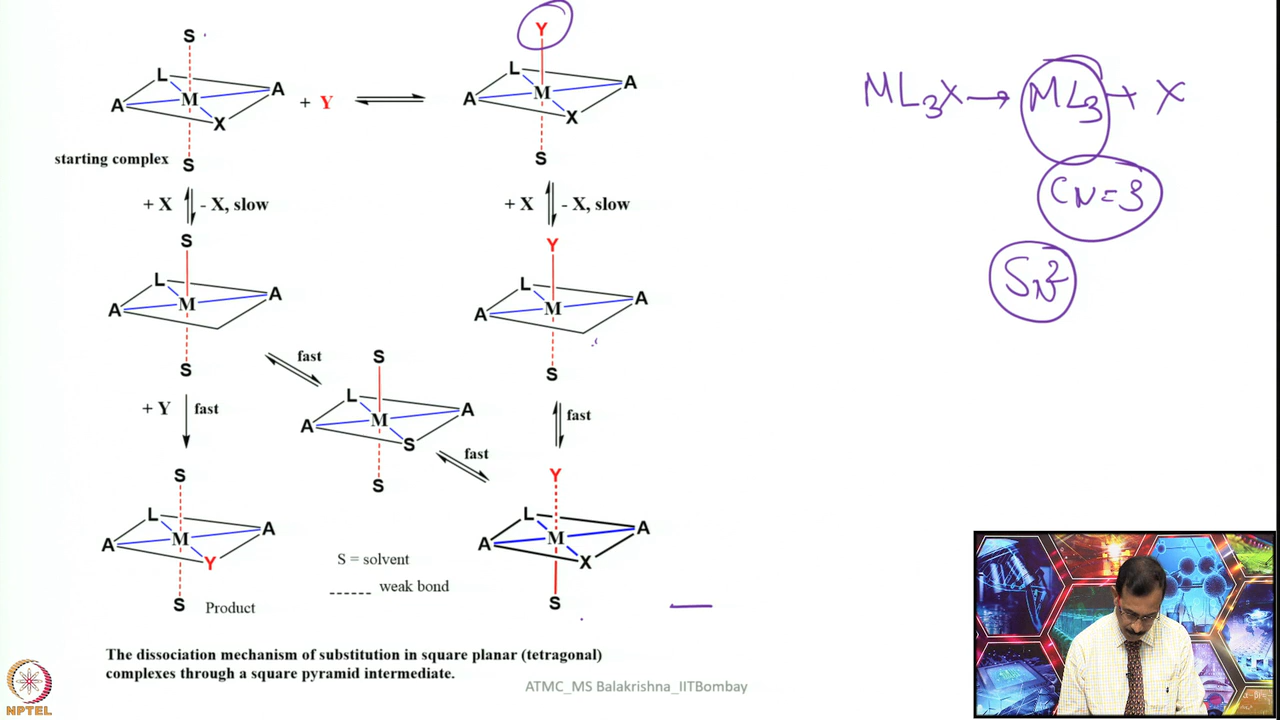 S
L
A
A
M
X
S
starting complex
+ Y
Y
L
A
A
M
X
S
+ X
- X, slow
+ X
- X, slow
S
L
A
A
M
S
Y
L
A
A
M
S
fast
+ Y
fast
S
L
A
A
M
S
S
fast
fast
S
L
A
A
M
Y
S
Product
Y
L
A
A
M
X
S
S = solvent
------ weak bond
The dissociation mechanism of substitution in square planar (tetragonal)
complexes through a square pyramid intermediate.
ATMC_MS Balakrishna_IITBombay
NPTEL
ML3X → ML3 + X
CN=3
SN2